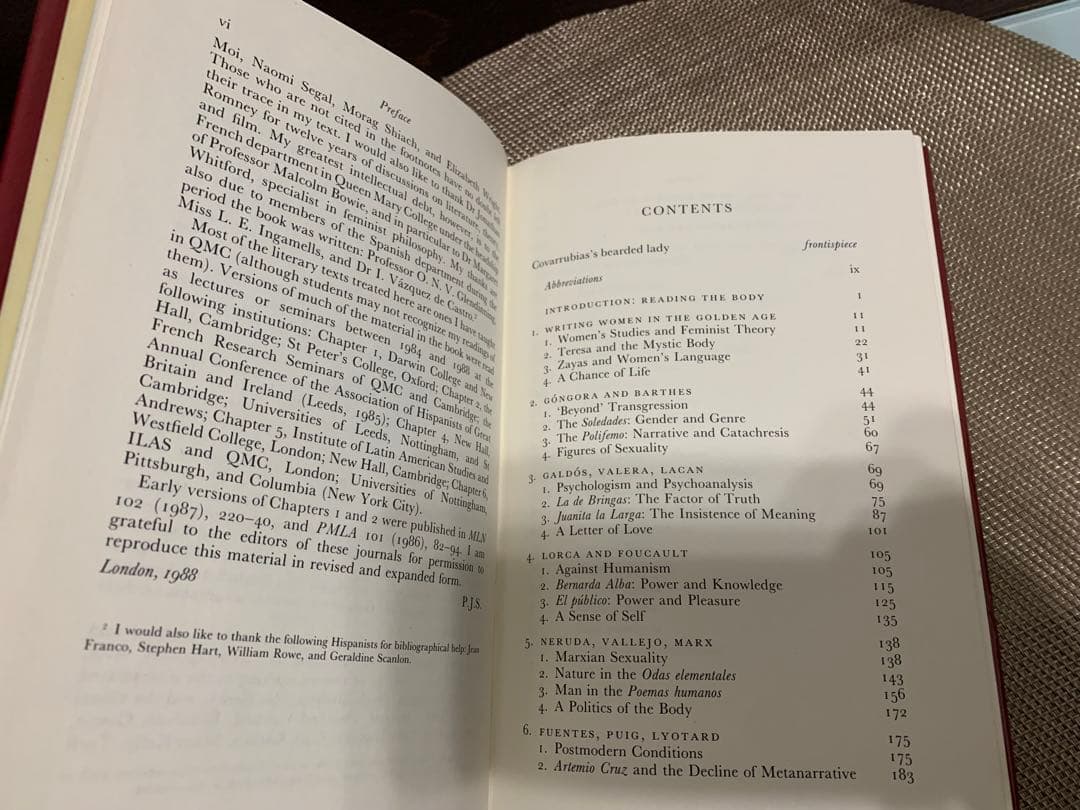 vi
Preface
Moi, Naomi Segal, Morag Shiach, and Elizabeth Wright.
Those who are not cited in the footnotes have no doubt left
their trace in my text. I would also like to thank Dr Jonathan
Romney for twelve years of discussions on literature, theory,
and film. My greatest intellectual debt, however, is to the
French department in Queen Mary College under the headship
of Professor Malcolm Bowie, and in particular to Dr Margaret
Whitford, specialist in feminist philosophy. My thanks are
also due to members of the Spanish department during the
period the book was written: Professor O. N. V. Glendinning,
Miss L. E. Ingamells, and Dr I. Vázquez de Castro.²
Most of the literary texts treated here are ones I have taught
in QMC (although students may not recognize my readings of
them). Versions of much of the material in the book were read
as lectures or seminars between 1984 and 1988 at the
following institutions: Chapter 1, Darwin College and New
Hall, Cambridge; St Peter's College, Oxford; Chapter 2, the
French Research Seminars of QMC and Cambridge; the
Annual Conference of the Association of Hispanists of Great
Britain and Ireland (Leeds, 1985); Chapter 4, New Hall,
Cambridge; Universities of Leeds, Nottingham, and St
Andrews; Chapter 5, Institute of Latin American Studies and
Westfield College, London; New Hall, Cambridge; Chapter 6,
ILAS and QMC, London; Universities of Nottingham,
Pittsburgh, and Columbia (New York City).
Early versions of Chapters 1 and 2 were published in MLN
102 (1987), 220–40, and PMLA 101 (1986), 82–94. I am
grateful to the editors of these journals for permission to
reproduce this material in revised and expanded form.
London, 1988
P.J.S.
² I would also like to thank the following Hispanists for bibliographical help: Jean
Franco, Stephen Hart, William Rowe, and Geraldine Scanlon.
CONTENTS
Covarrubias's bearded lady frontispiece
Abbreviations ix
INTRODUCTION: READING THE BODY 1
1. WRITING WOMEN IN THE GOLDEN AGE 11
1. Women's Studies and Feminist Theory 11
2. Teresa and the Mystic Body 22
3. Zayas and Women's Language 31
4. A Chance of Life 41
2. GÓNGORA AND BARTHES 44
1. 'Beyond' Transgression 44
2. The Soledades: Gender and Genre 51
3. The Polifemo: Narrative and Catachresis 60
4. Figures of Sexuality 67
3. GALDÓS, VALERA, LACAN 69
1. Psychologism and Psychoanalysis 69
2. La de Bringas: The Factor of Truth 75
3. Juanita la Larga: The Insistence of Meaning 87
4. A Letter of Love 101
4. LORCA AND FOUCAULT 105
1. Against Humanism 105
2. Bernarda Alba: Power and Knowledge 115
3. El público: Power and Pleasure 125
4. A Sense of Self 135
5. NERUDA, VALLEJO, MARX 138
1. Marxian Sexuality 138
2. Nature in the Odas elementales 143
3. Man in the Poemas humanos 156
4. A Politics of the Body 172
6. FUENTES, PUIG, LYOTARD 175
1. Postmodern Conditions 175
2. Artemio Cruz and the Decline of Metanarrative 183